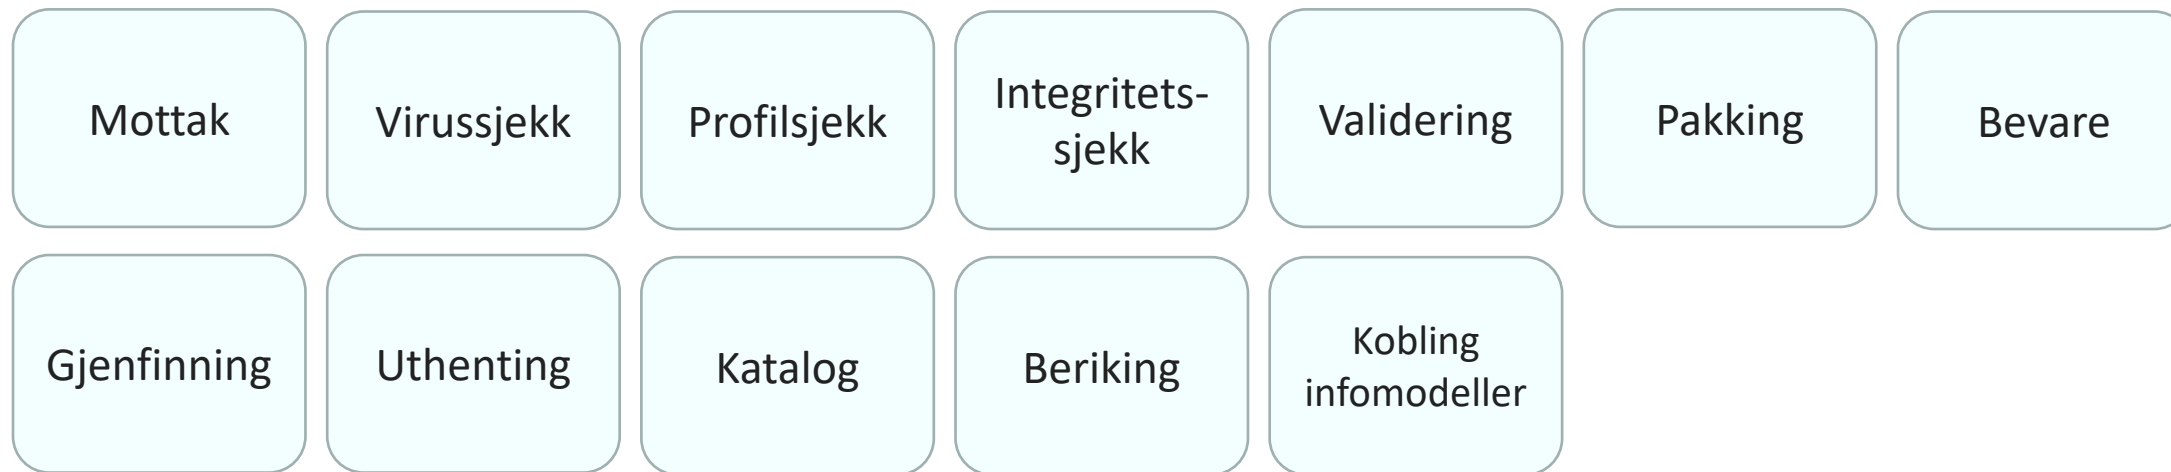 Mottak
Virussjekk
Profilsjekk
Integritets-
sjekk
Validering
Pakking
Bevare
Gjenfinning
Uthenting
Katalog
Beriking
Kobling
infomodeller